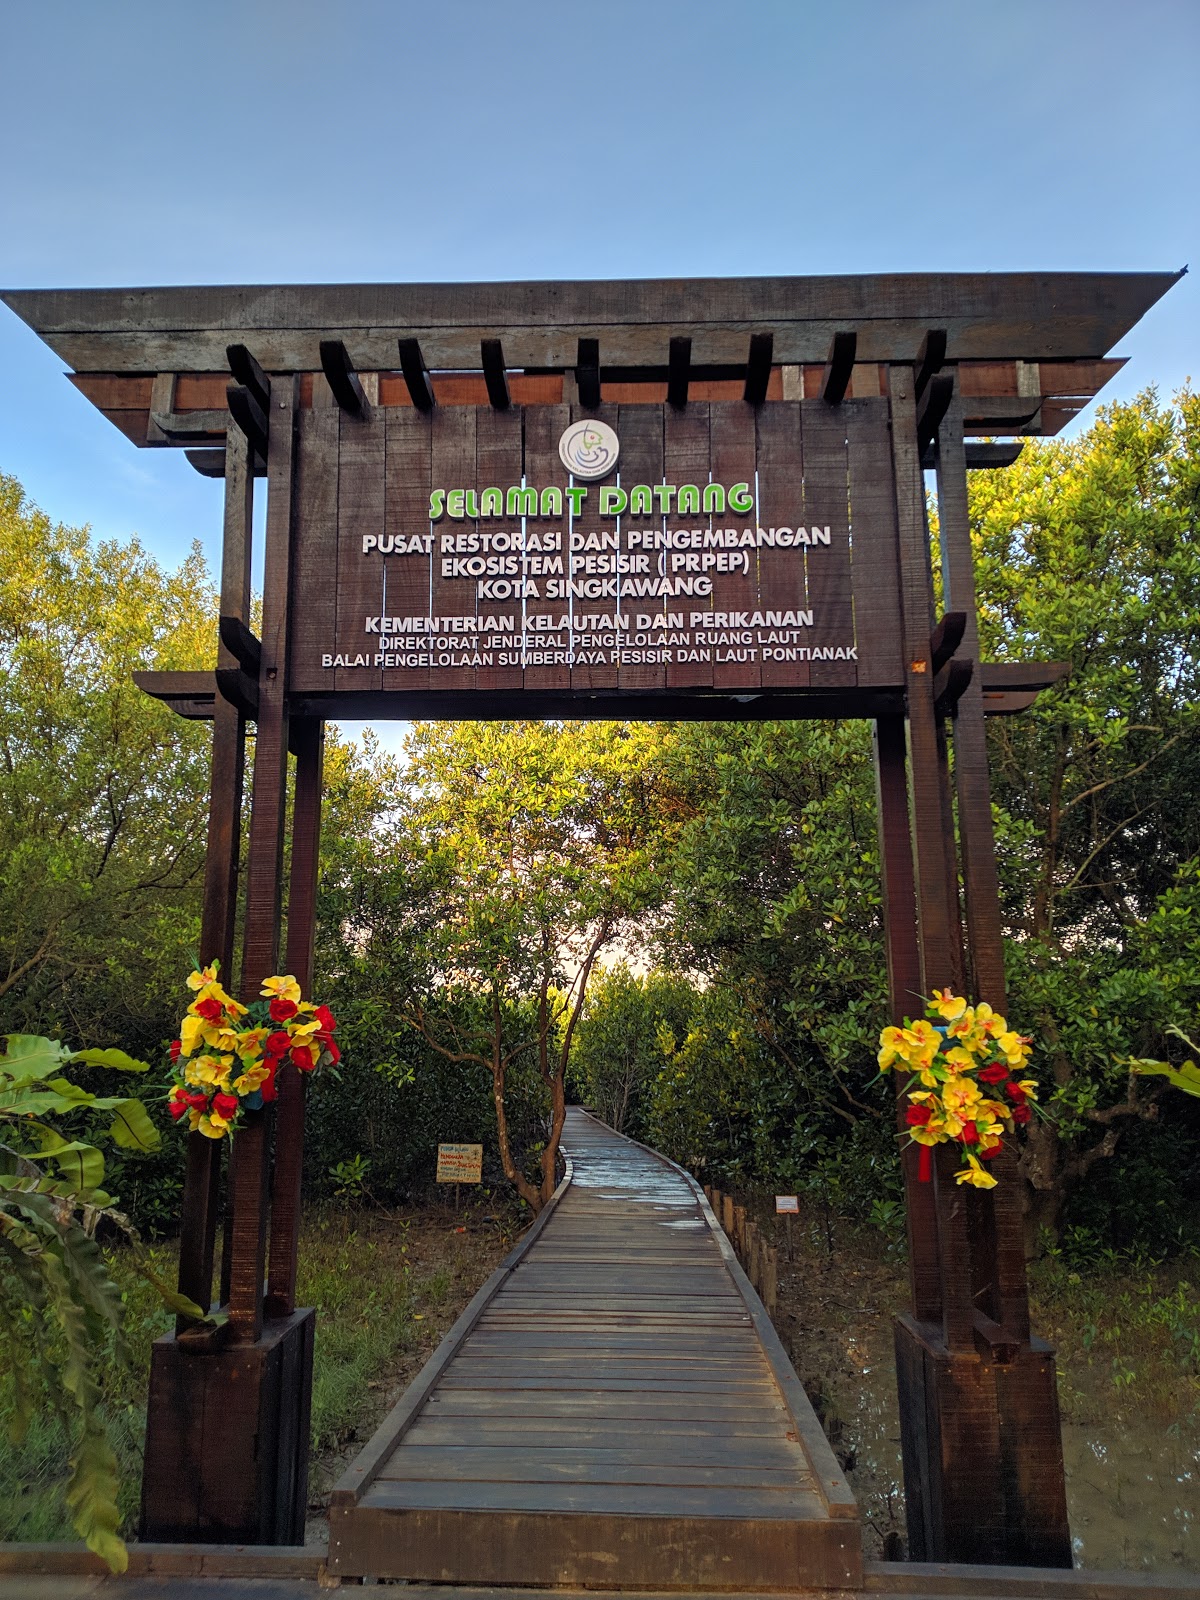 SELAMAT DATANG
PUSAT RESTORASI DAN PENGEMBANGAN
EKOSISTEM PESISIR ( PRPEP)
KOTA SINGKAWANG
KEMENTERIAN KELAUTAN DAN PERIKANAN
DIREKTORAT JENDERAL PENGELOLAAN RUANG LAUT
BALAI PENGELOLAAN SUMBERDAYA PESISIR DAN LAUT PONTIANAK